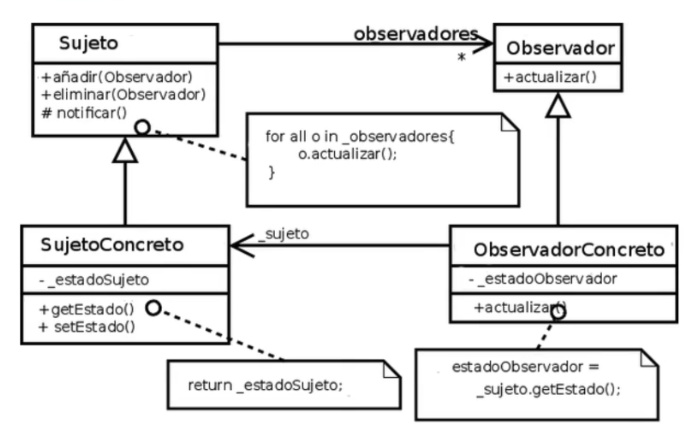 Sujeto
+añadir(Observador)
+eliminar(Observador)
# notificar()
observadores
*
Observador
+actualizar()
for all o in _observadores{
o.actualizar();
}
SujetoConcreto
- _estadoSujeto
+getEstado()
+ setEstado()
_sujeto
ObservadorConcreto
- _estadoObservador
+actualizar()
return _estadoSujeto;
estadoObservador =
_sujeto.getEstado();